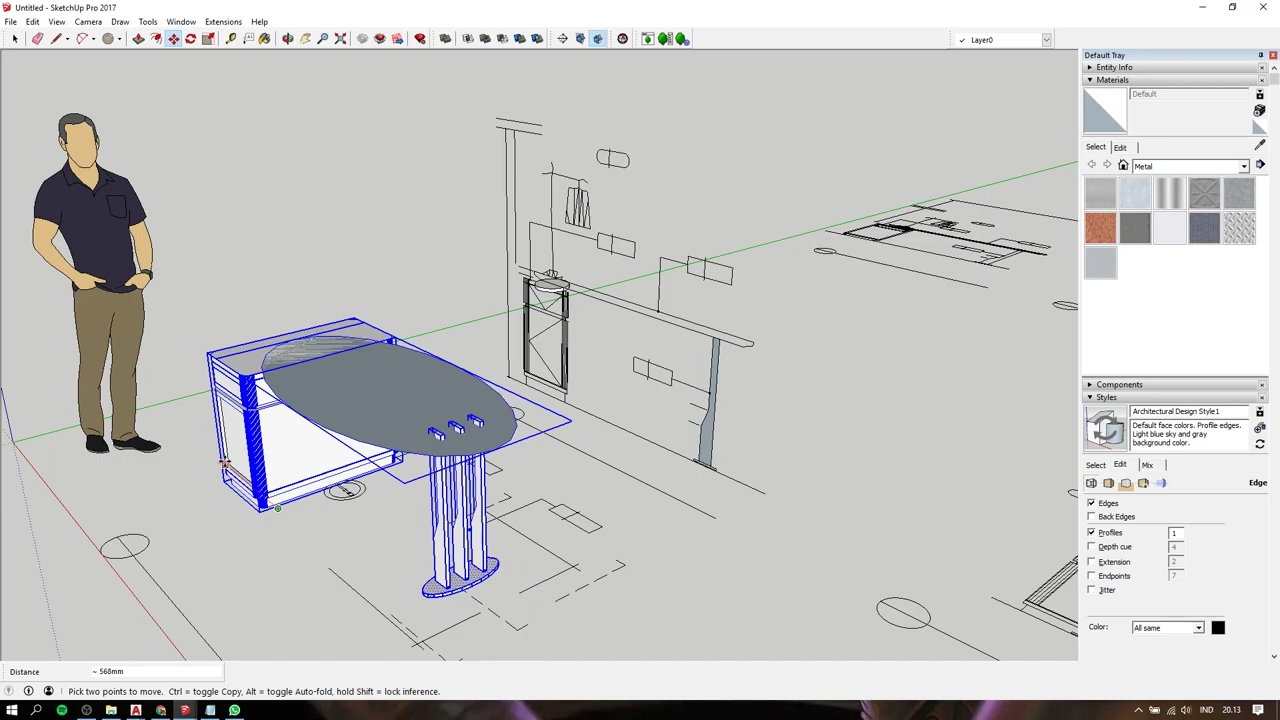 Untitled - SketchUp Pro 2017
File Edit View Camera Draw Tools Window Extensions Help
Layer0
Default Tray
Entity Info
Materials
Default
Select Edit
Metal
Components
Styles
Architectural Design Style1
Default face colors. Profile edges. Light blue sky and gray background color.
Select Edit Mix
Edge
Edges
Back Edges
Profiles 1
Depth cue 4
Extension 2
Endpoints 7
Jitter
Color: All same
Distance ~ 568mm
Pick two points to move. Ctrl = toggle Copy, Alt = toggle Auto-fold, hold Shift = lock inference.
IND 20.13